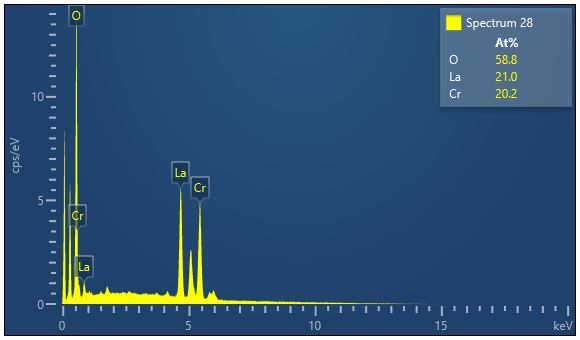 O
Spectrum 28
At%
O 58.8
La 21.0
Cr 20.2
10
cps/eV
La
Cr
5
Cr
La
0
0 5 10 15 keV